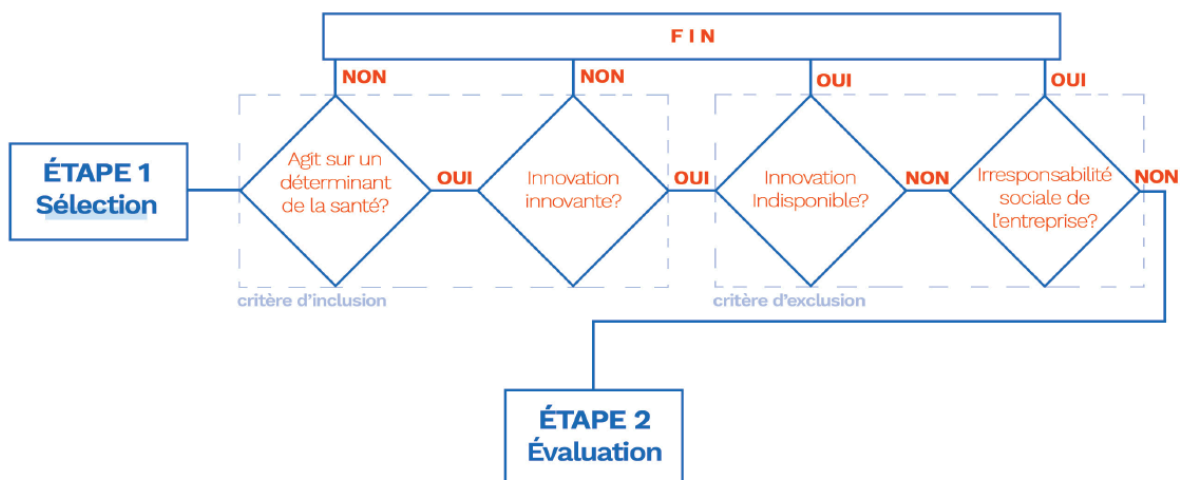 FIN
NON
NON
OUI
OUI
ÉTAPE 1
Sélection
Agit sur un
déterminant
de la santé?
OUI
Innovation
innovante?
OUI
Innovation
Indisponible?
NON
Irresponsabilité
sociale de
l'entreprise?
NON
critère d'inclusion
critère d'exclusion
ÉTAPE 2
Évaluation